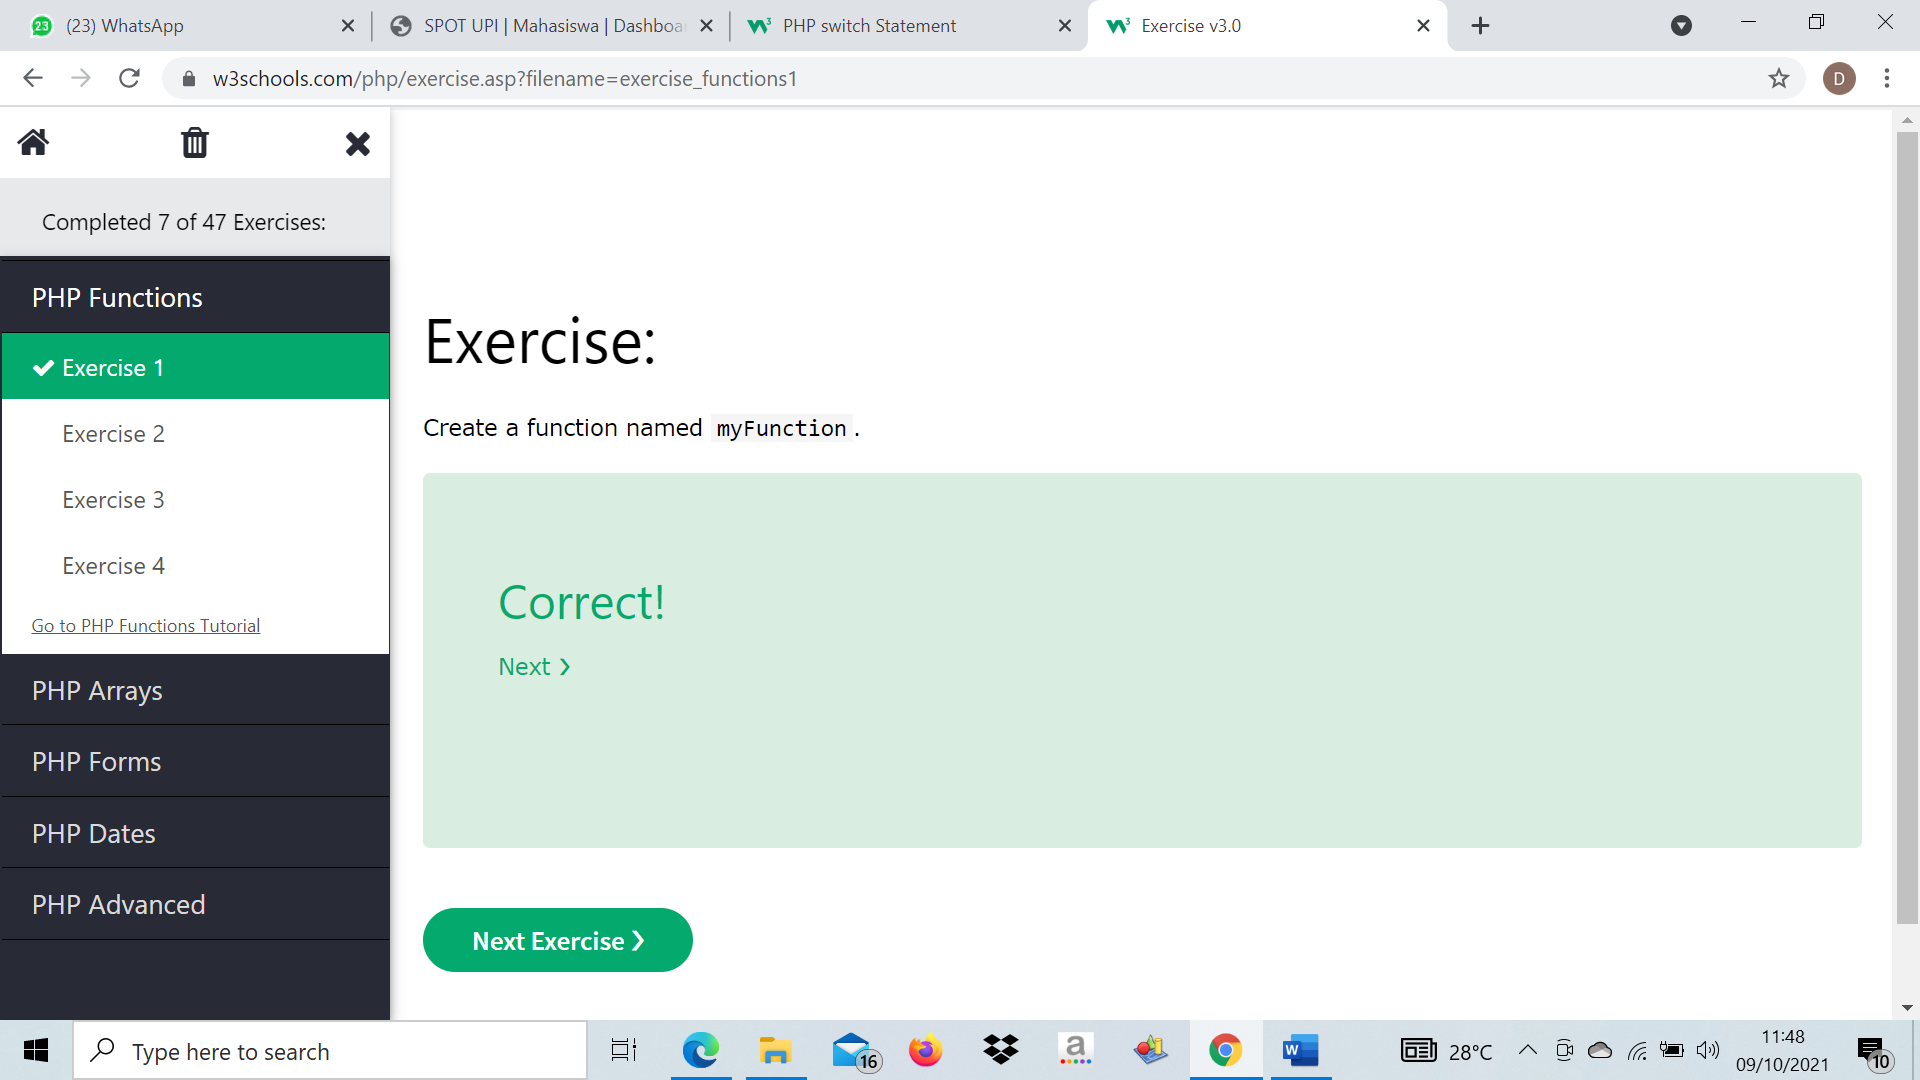 23 (23) WhatsApp
SPOT UPI | Mahasiswa | Dashboa
PHP switch Statement
Exercise v3.0
w3schools.com/php/exercise.asp?filename=exercise_functions1
D
Completed 7 of 47 Exercises:
PHP Functions
Exercise 1
Exercise 2
Exercise 3
Exercise 4
Go to PHP Functions Tutorial
PHP Arrays
PHP Forms
PHP Dates
PHP Advanced
Exercise:
Create a function named myFunction.
Correct!
Next ❯
Next Exercise ❯
Type here to search
16
a
W
28°C
11:48
09/10/2021
10